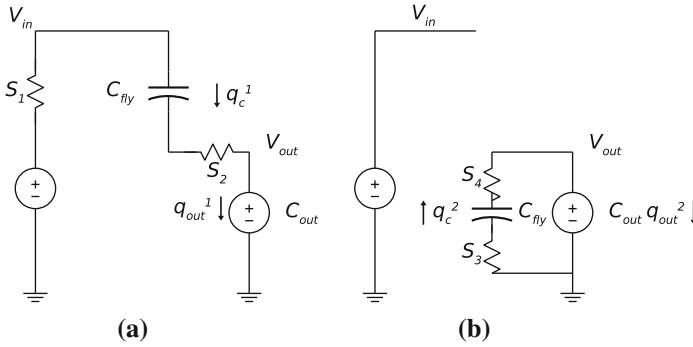 V_in
S_1
C_fly
q_c^1
V_out
S_2
q_out^1
C_out
+
−
+
−
(a)
V_in
V_out
S_4
q_c^2
C_fly
C_out
q_out^2
S_3
+
−
+
−
(b)